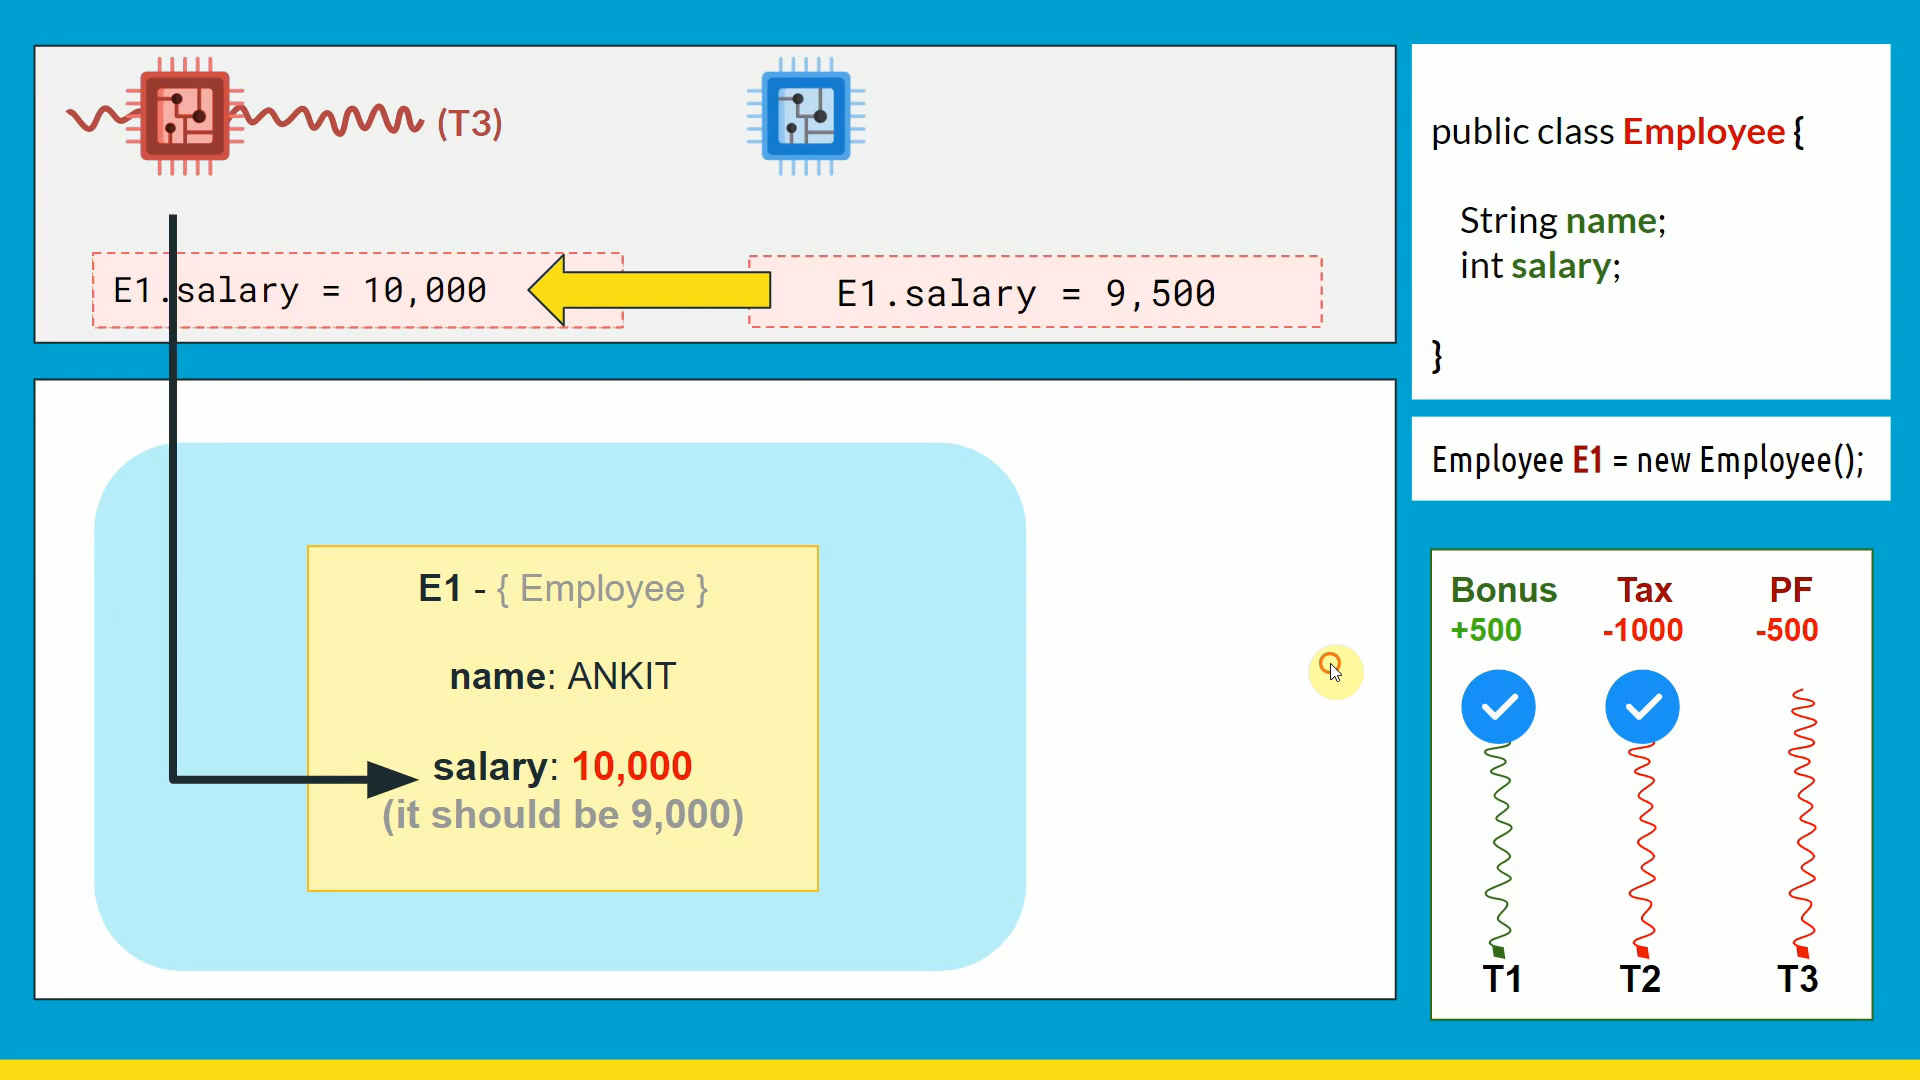 (T3)
E1.salary = 10,000
E1.salary = 9,500
E1 - { Employee }
name: ANKIT
salary: 10,000
(it should be 9,000)
public class Employee {
String name;
int salary;
}
Employee E1 = new Employee();
Bonus Tax PF
+500 -1000 -500
T1 T2 T3